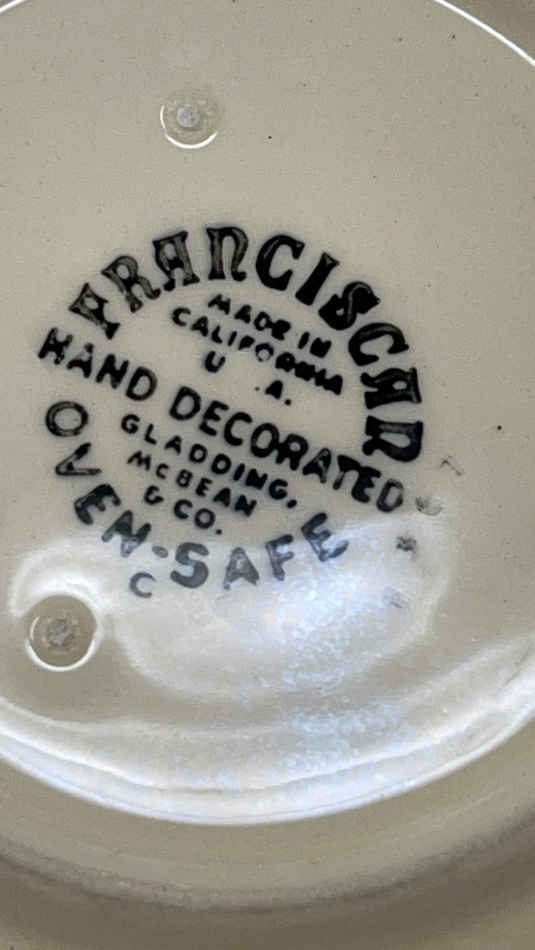 FRANCISCAN
MADE IN
CALIFORNIA
U A.
HAND DECORATED
GLADDING,
McBEAN
& CO.
OVEN-SAFE
C